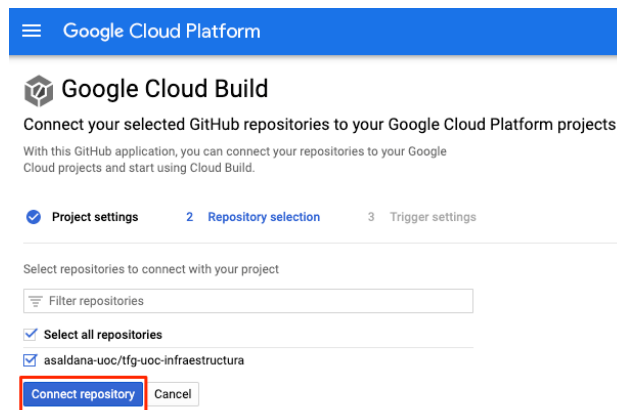 Google Cloud Platform
Google Cloud Build
Connect your selected GitHub repositories to your Google Cloud Platform projects
With this GitHub application, you can connect your repositories to your Google
Cloud projects and start using Cloud Build.
Project settings 2 Repository selection 3 Trigger settings
Select repositories to connect with your project
Filter repositories
Select all repositories
asaldana-uoc/tfg-uoc-infraestructura
Connect repository Cancel